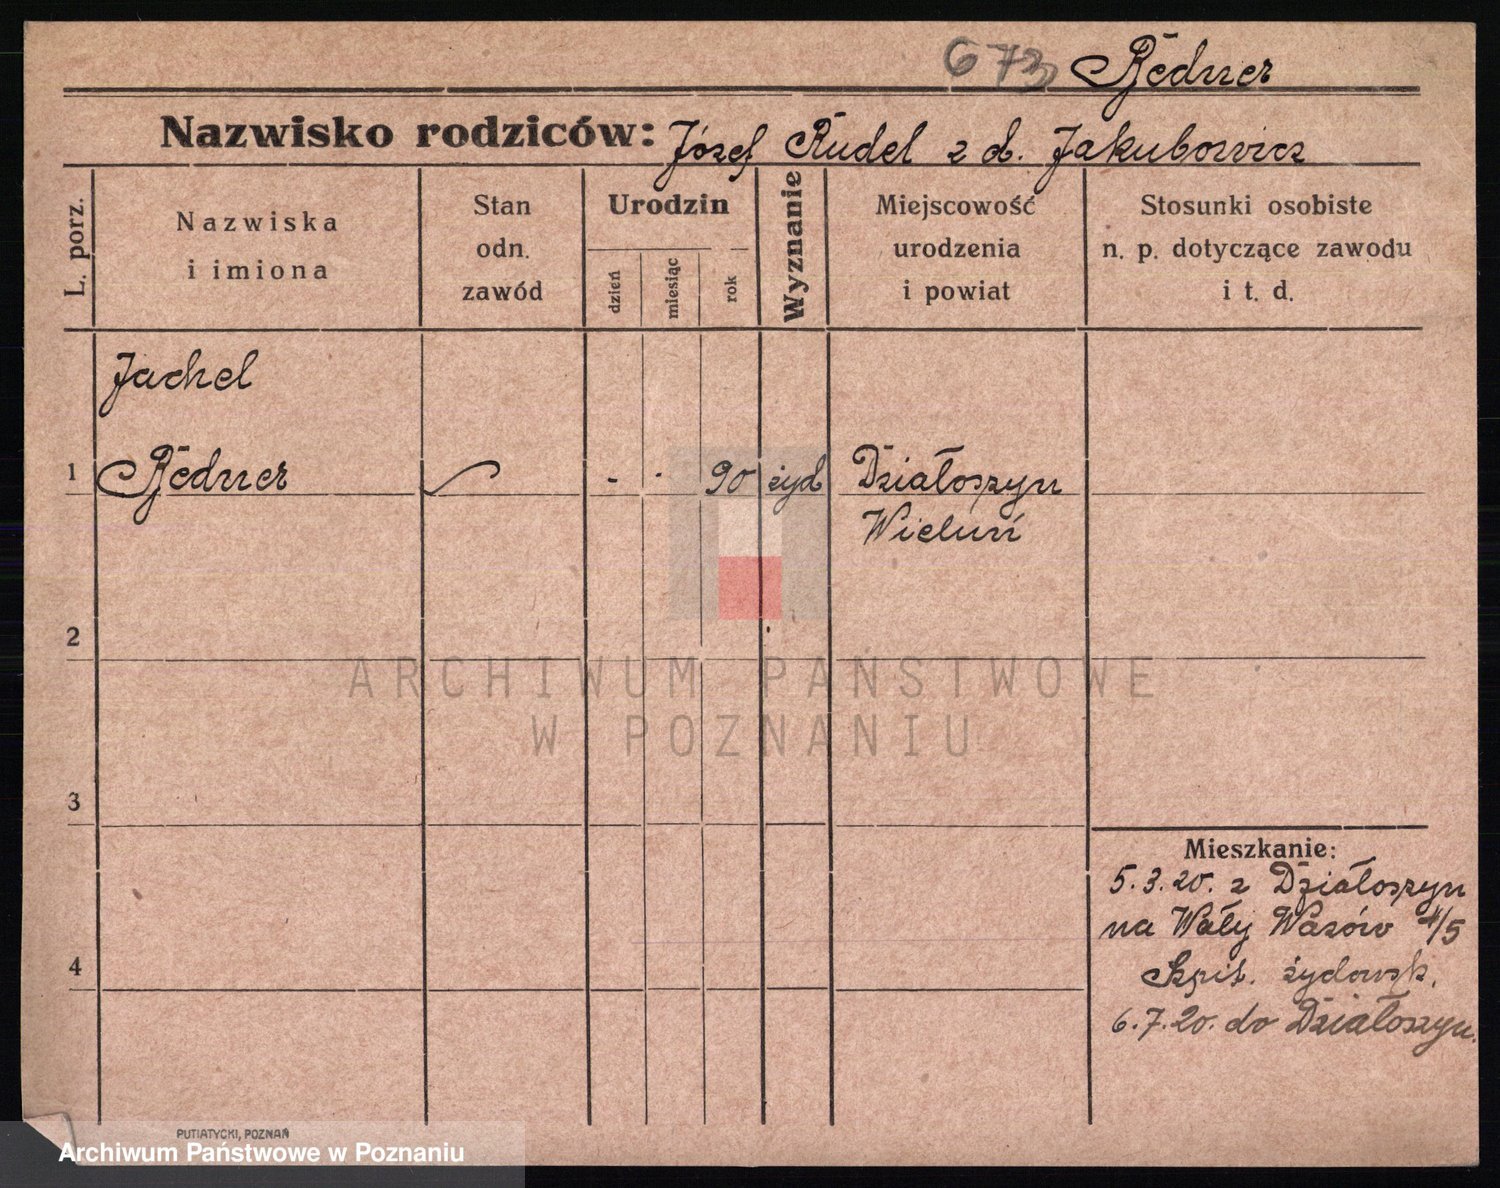 673 Redner
Nazwisko rodziców: Józef Rudel z d. Jakubowicz
L. porz.
Nazwiska
i imiona
Stan
odn.
zawód
Urodzin
dzień
miesiąc
rok
Wyznanie
Miejscowość
urodzenia
i powiat
Stosunki osobiste
n. p. dotyczące zawodu
i t. d.
Jachel
1 Redner - - 90 żyd Działoszyn
Wieluń
2
3
4
Mieszkanie:
5.3.20. z Działoszyn
na Wały Wazów 4/5
Szpit. żydowsk.
6.7.20. do Działoszyn.
ARCHIWUM PAŃSTWOWE
W POZNANIU
PUTIATYCKI, POZNAŃ
Archiwum Państwowe w Poznaniu